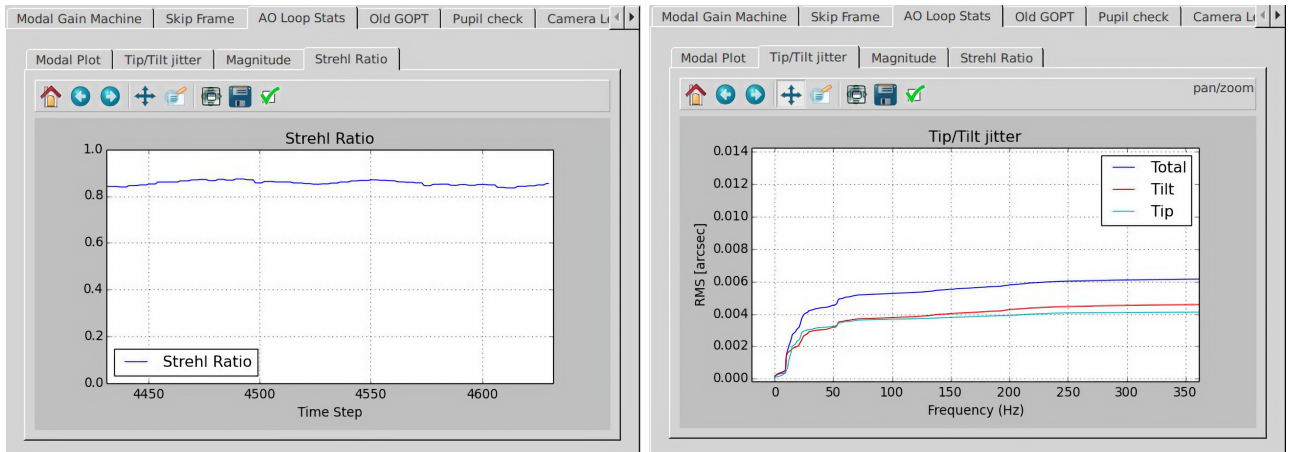 Modal Gain Machine Skip Frame AO Loop Stats Old GOPT Pupil check
Modal Plot Tip/Tilt jitter Magnitude Strehl Ratio
Strehl Ratio
1.0
0.8
0.6
0.4
0.2
0.0
Strehl Ratio
4450 4500 4550 4600
Time Step
Modal Gain Machine Skip Frame AO Loop Stats Old GOPT Pupil check
Modal Plot Tip/Tilt jitter Magnitude Strehl Ratio
pan/zoom
Tip/Tilt jitter
0.014
0.012
0.010
0.008
0.006
0.004
0.002
0.000
RMS [arcsec]
Total
Tilt
Tip
0 50 100 150 200 250 300 350
Frequency (Hz)